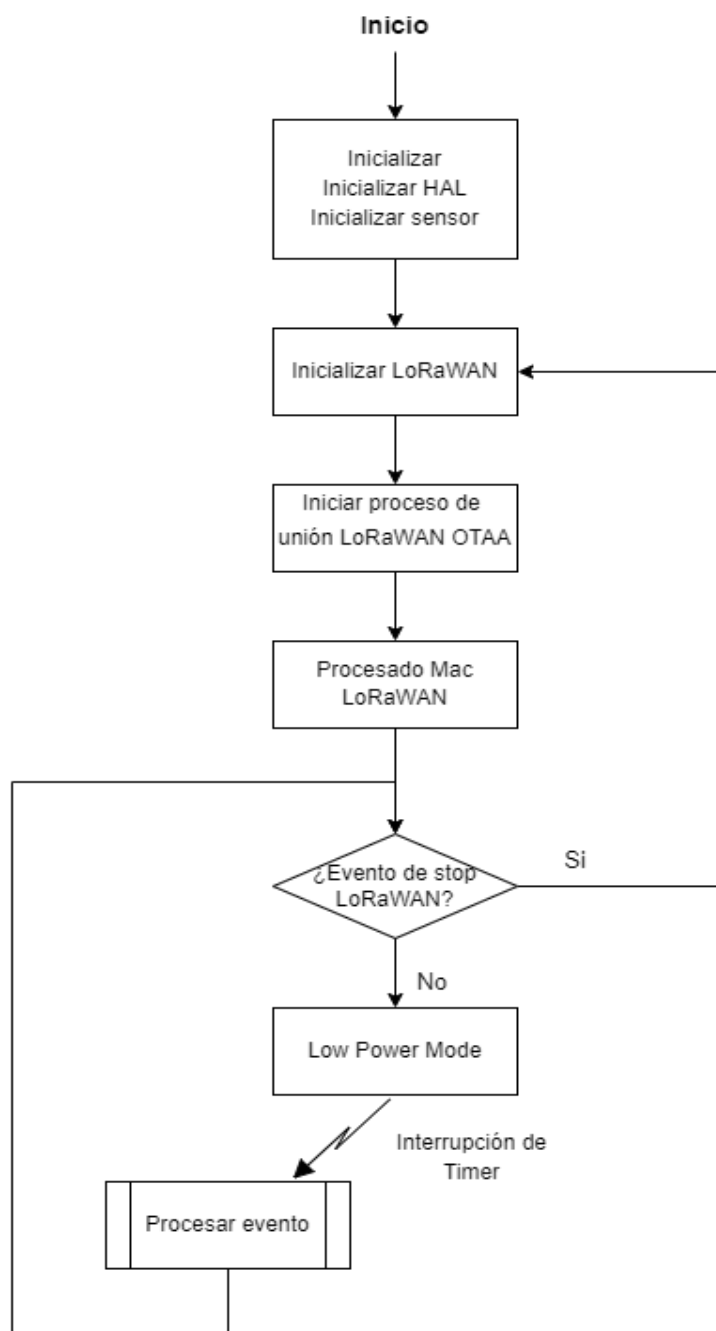 Inicio
Inicializar
Inicializar HAL
Inicializar sensor
Inicializar LoRaWAN
Iniciar proceso de
unión LoRaWAN OTAA
Procesado Mac
LoRaWAN
¿Evento de stop
LoRaWAN?
Si
No
Low Power Mode
Interrupción de
Timer
Procesar evento